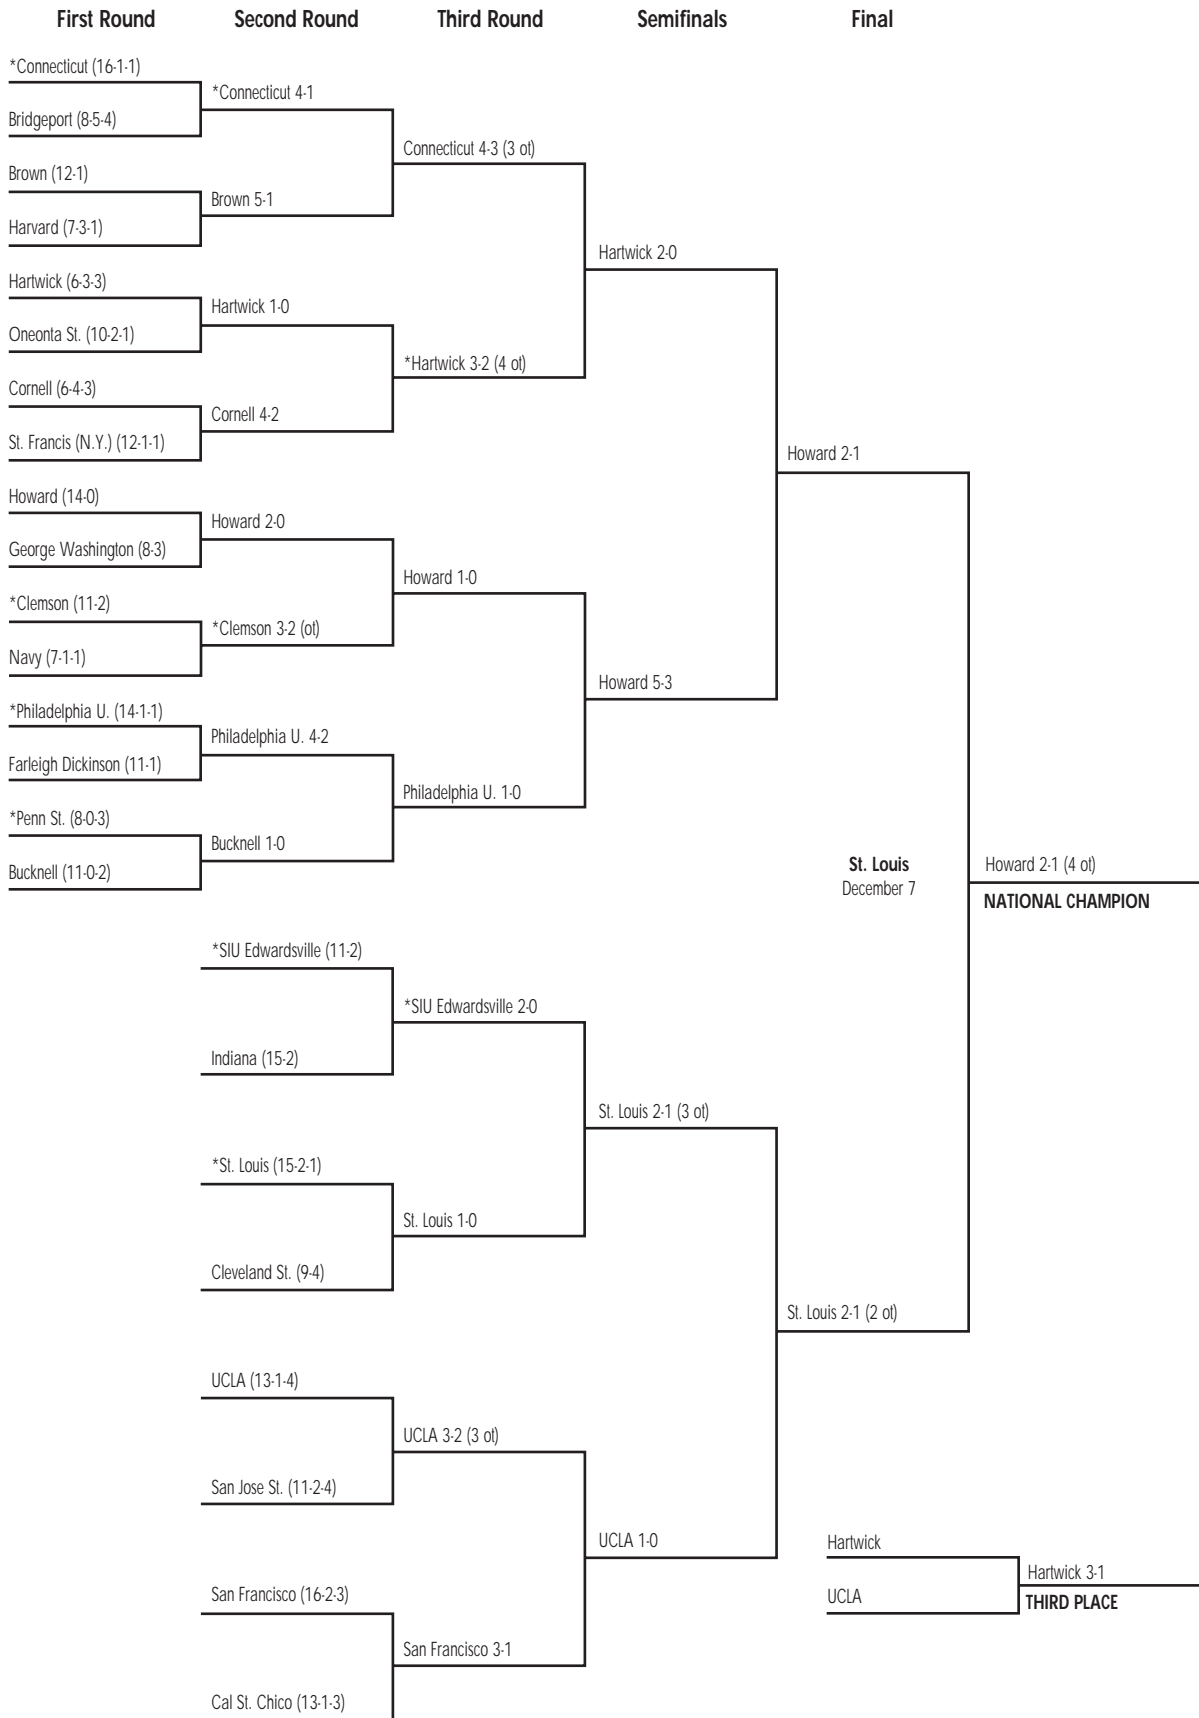 First Round Second Round Third Round Semifinals Final
*Connecticut (16-1-1)
*Connecticut 4-1
Bridgeport (8-5-4)
Connecticut 4-3 (3 ot)
Brown (12-1)
Brown 5-1
Harvard (7-3-1)
Hartwick 2-0
Hartwick (6-3-3)
Hartwick 1-0
Oneonta St. (10-2-1)
*Hartwick 3-2 (4 ot)
Cornell (6-4-3)
Cornell 4-2
St. Francis (N.Y.) (12-1-1)
Howard 2-1
Howard (14-0)
Howard 2-0
George Washington (8-3)
Howard 1-0
*Clemson (11-2)
*Clemson 3-2 (ot)
Navy (7-1-1)
Howard 5-3
*Philadelphia U. (14-1-1)
Philadelphia U. 4-2
Farleigh Dickinson (11-1)
Philadelphia U. 1-0
*Penn St. (8-0-3)
Bucknell 1-0
Bucknell (11-0-2)
St. Louis
December 7
Howard 2-1 (4 ot)
NATIONAL CHAMPION
*SIU Edwardsville (11-2)
*SIU Edwardsville 2-0
Indiana (15-2)
St. Louis 2-1 (3 ot)
*St. Louis (15-2-1)
St. Louis 1-0
Cleveland St. (9-4)
St. Louis 2-1 (2 ot)
UCLA (13-1-4)
UCLA 3-2 (3 ot)
San Jose St. (11-2-4)
UCLA 1-0
San Francisco (16-2-3)
San Francisco 3-1
Cal St. Chico (13-1-3)
Hartwick
Hartwick 3-1
UCLA
THIRD PLACE